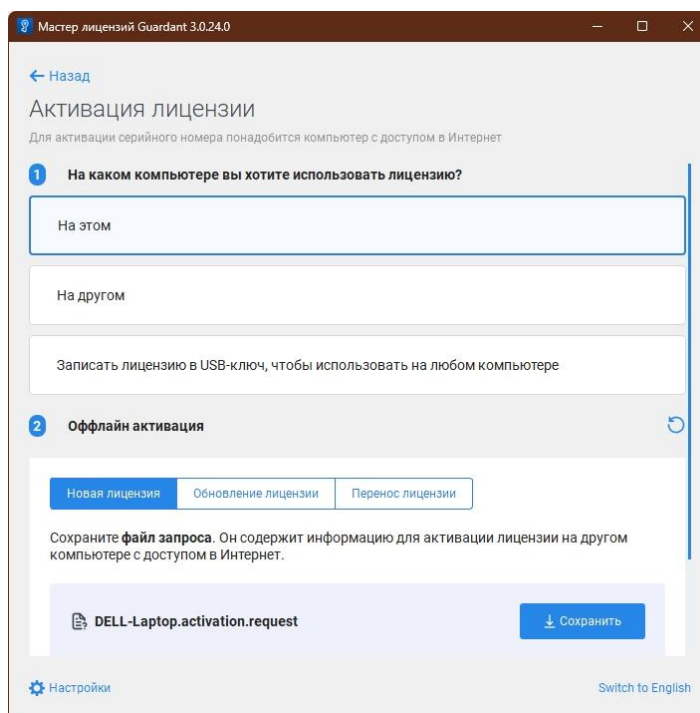 Мастер лицензий Guardant 3.0.24.0
Назад
Активация лицензии
Для активации серийного номера понадобится компьютер с доступом в Интернет
1 На каком компьютере вы хотите использовать лицензию?
На этом
На другом
Записать лицензию в USB-ключ, чтобы использовать на любом компьютере
2 Оффлайн активация
Новая лицензия Обновление лицензии Перенос лицензии
Сохраните файл запроса. Он содержит информацию для активации лицензии на другом
компьютере с доступом в Интернет.
DELL-Laptop.activation.request Сохранить
Настройки Switch to English